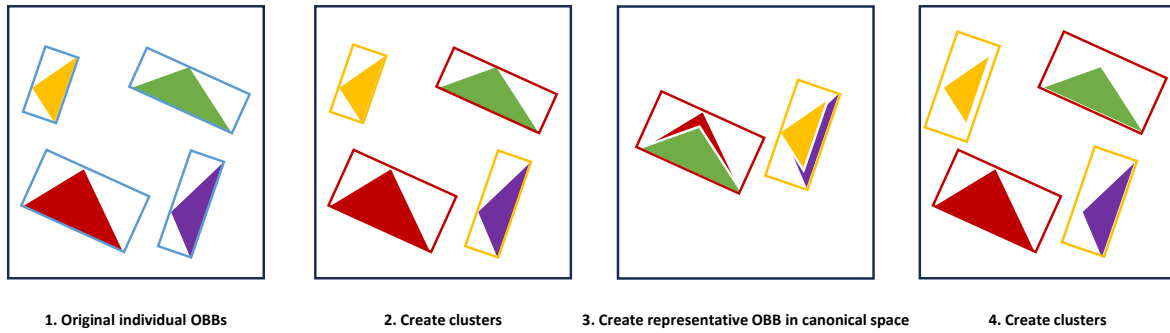 1. Original individual OBBs
2. Create clusters
3. Create representative OBB in canonical space
4. Create clusters